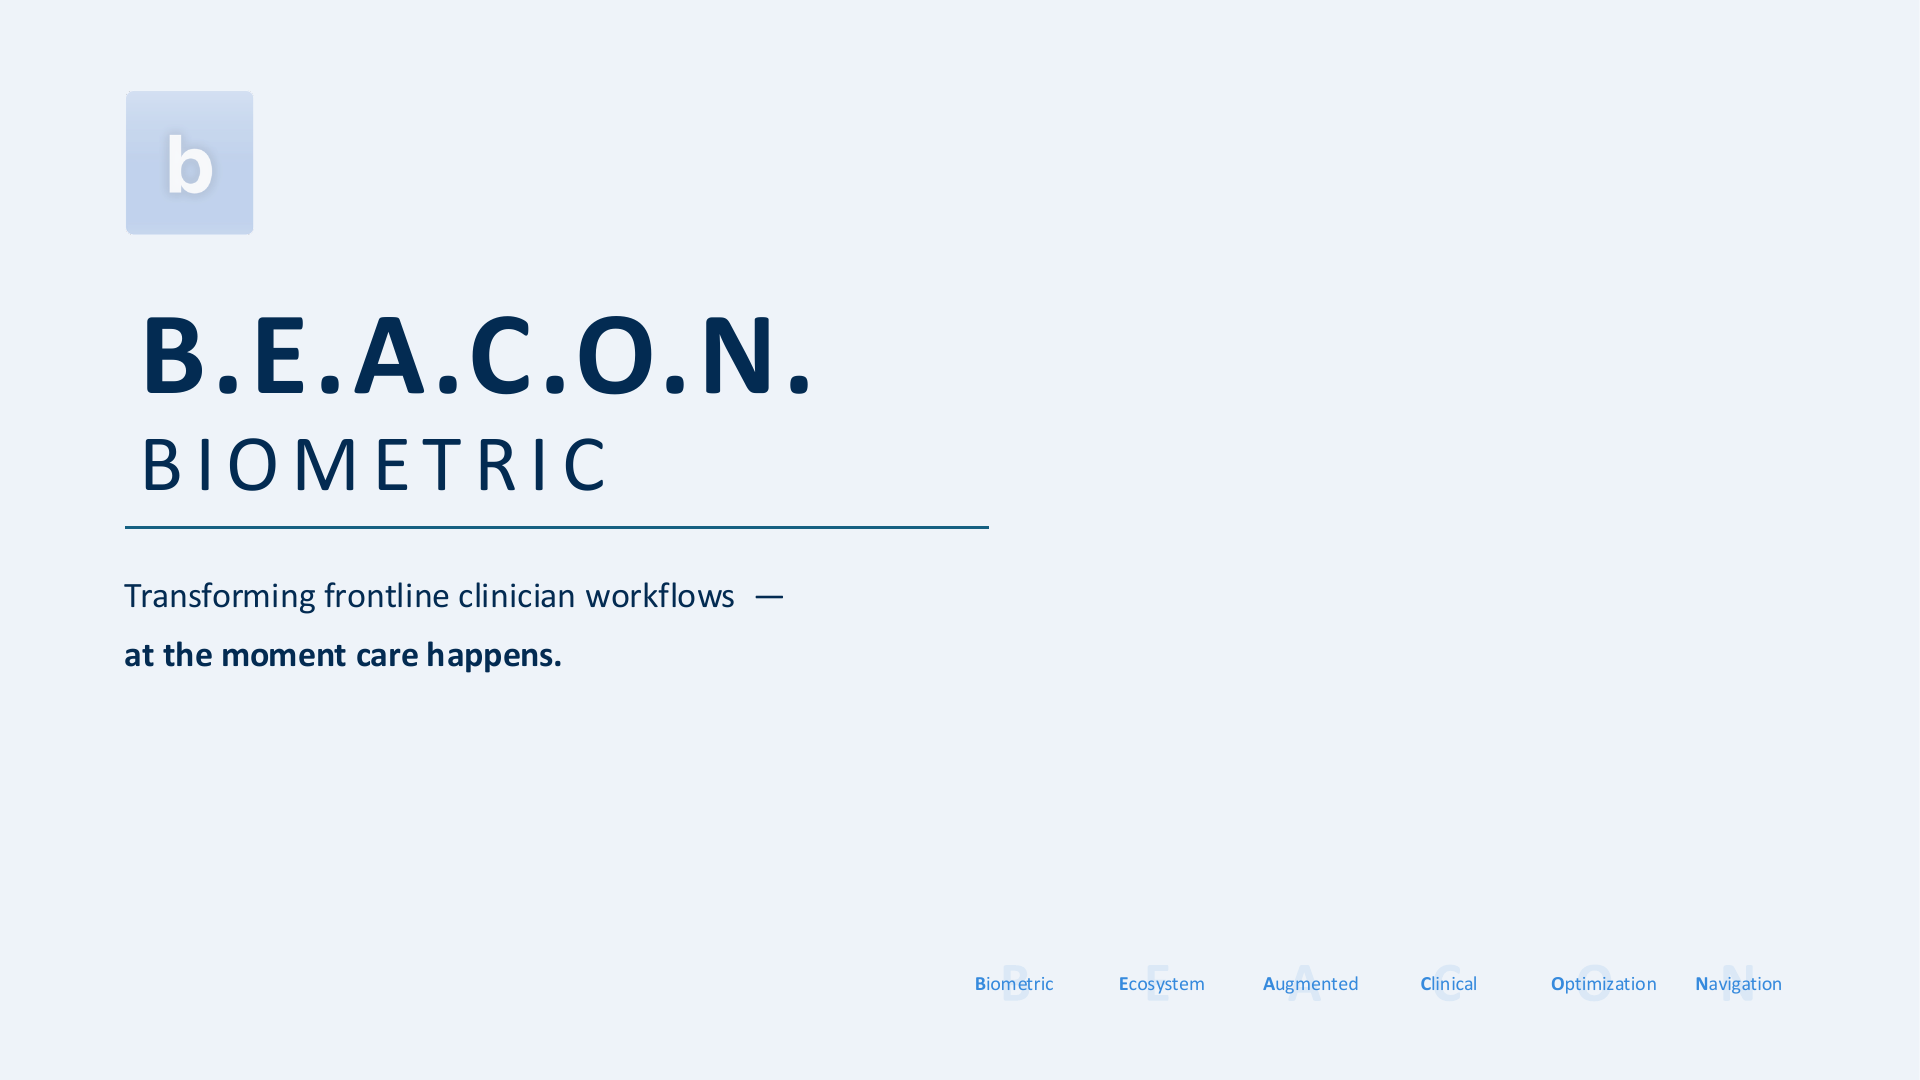 b
B.E.A.C.O.N.
BIOMETRIC
Transforming frontline clinician workflows —
at the moment care happens.
B E A C O N
Biometric Ecosystem Augmented Clinical Optimization Navigation